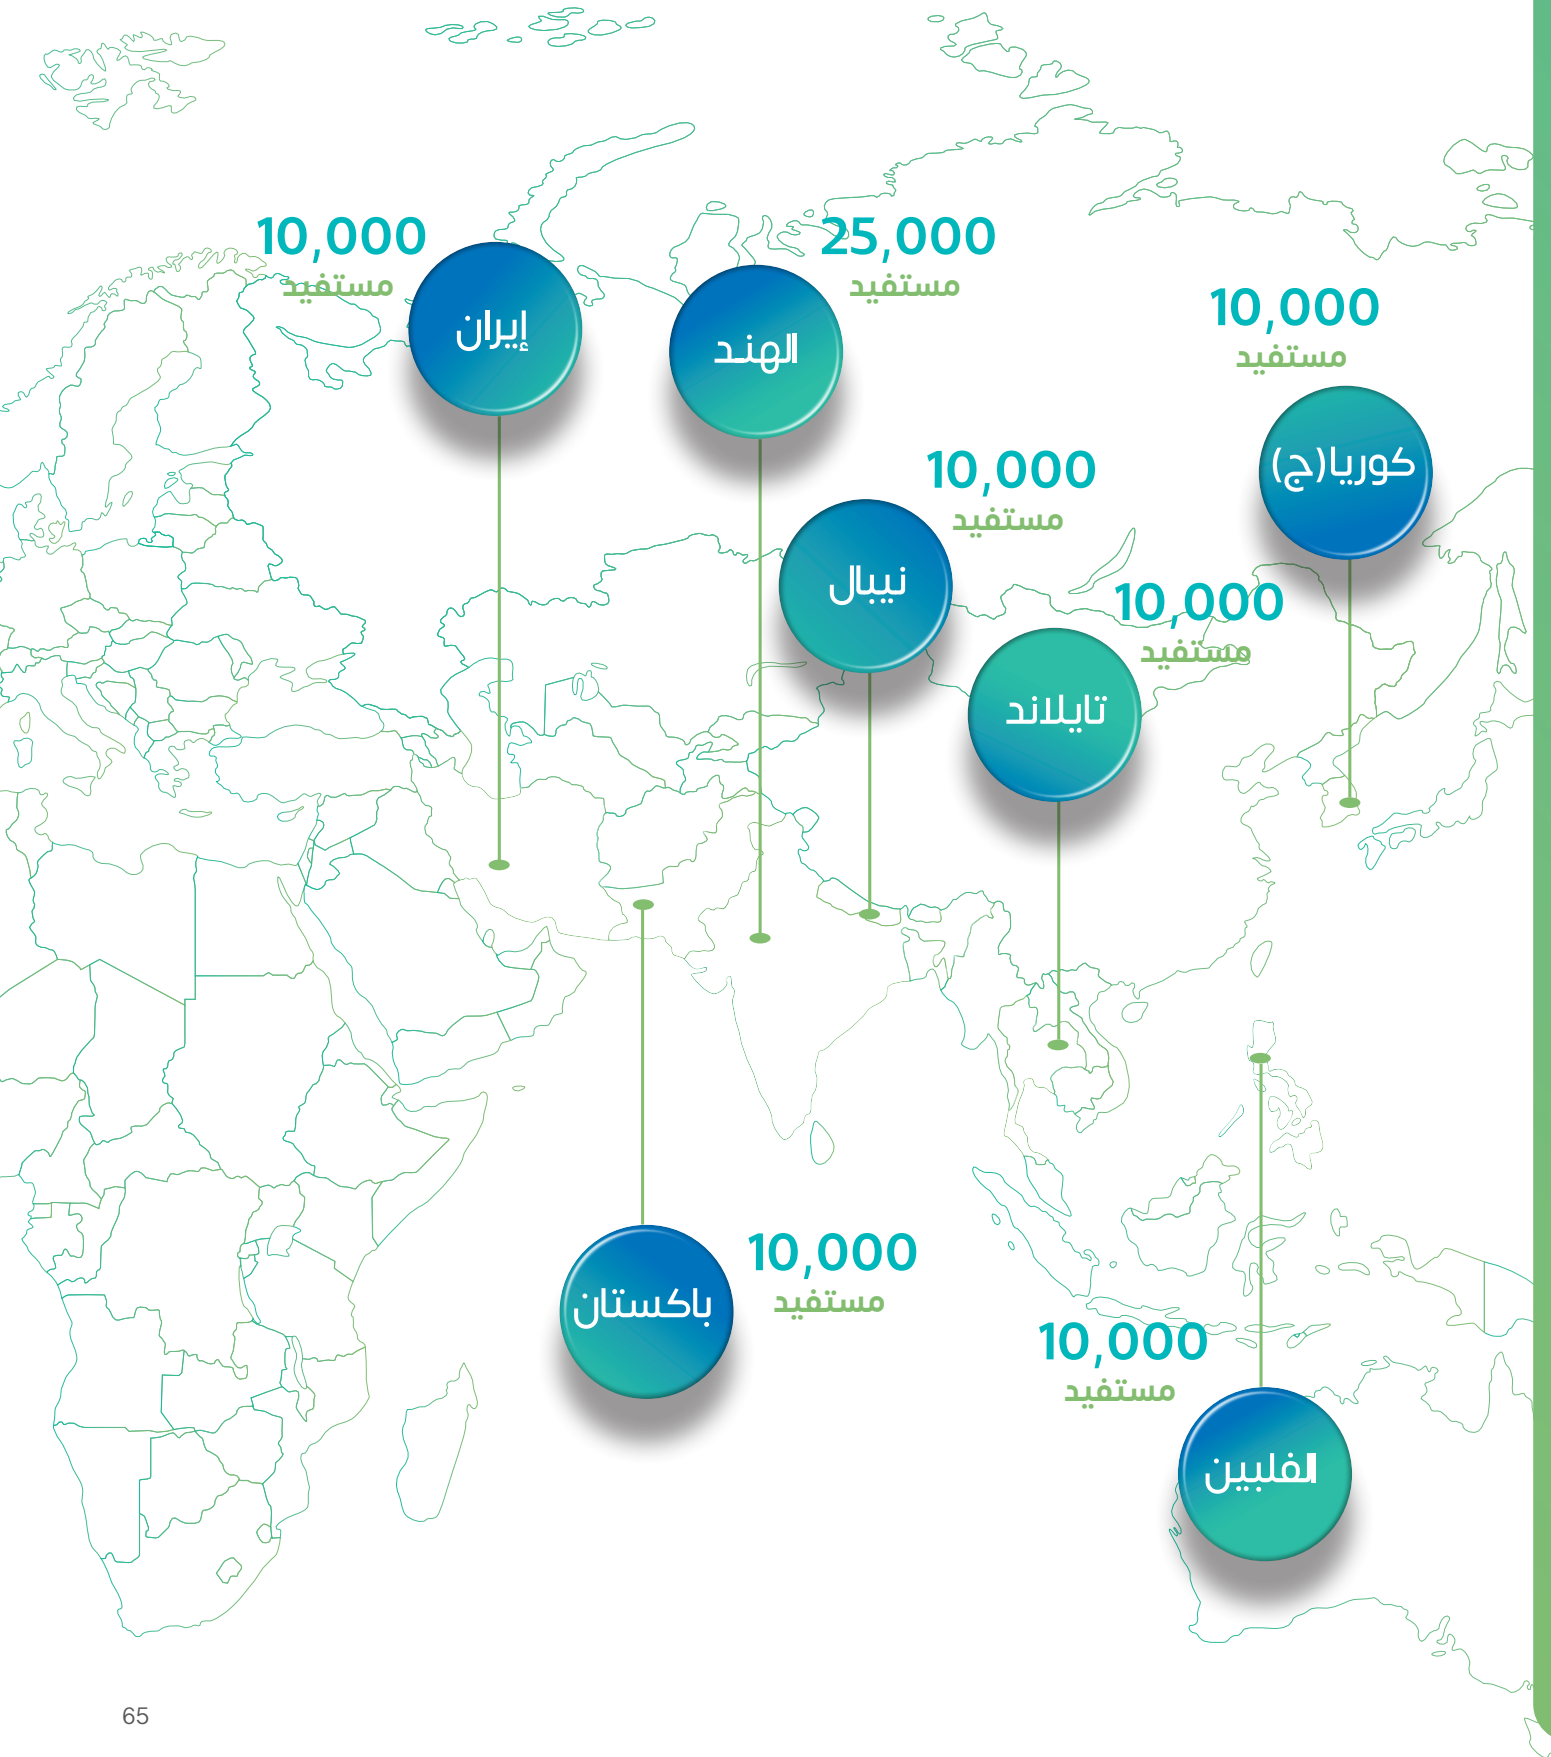 10,000
مستفيد
إيران
25,000
مستفيد
الهند
10,000
مستفيد
كوريا(ج)
10,000
مستفيد
نيبال
10,000
مستفيد
تايلاند
10,000
مستفيد
باكستان
10,000
مستفيد
الفلبين
65